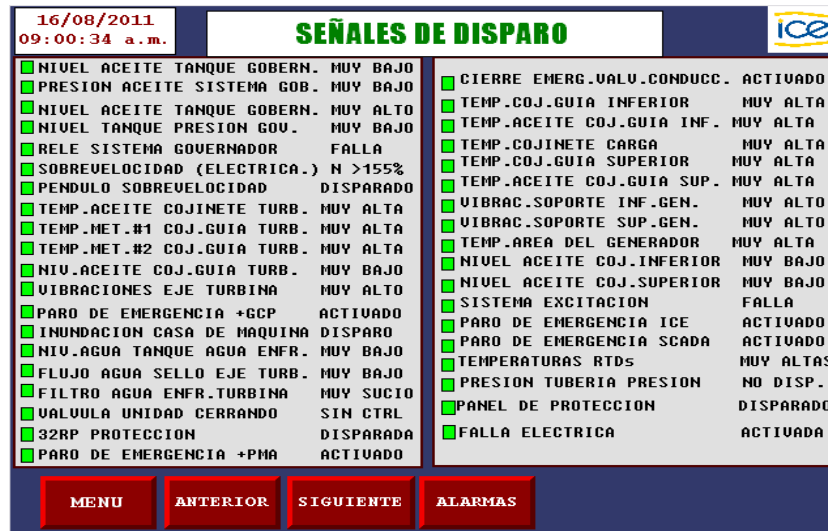 16/08/2011
09:00:34 a.m.
SEÑALES DE DISPARO
ice
NIVEL ACEITE TANQUE GOBERN. MUY BAJO
PRESION ACEITE SISTEMA GOB. MUY BAJO
NIVEL ACEITE TANQUE GOBERN. MUY ALTO
NIVEL TANQUE PRESION GOV. MUY BAJO
RELE SISTEMA GOVERNADOR FALLA
SOBREVELOCIDAD (ELECTRICA.) N >155%
PENDULO SOBREVELOCIDAD DISPARADO
TEMP.ACEITE COJINETE TURB. MUY ALTA
TEMP.MET.#1 COJ.GUIA TURB. MUY ALTA
TEMP.MET.#2 COJ.GUIA TURB. MUY ALTA
NIV.ACEITE COJ.GUIA TURB. MUY BAJO
VIBRACIONES EJE TURBINA MUY ALTO
PARO DE EMERGENCIA +GCP ACTIVADO
INUNDACION CASA DE MAQUINA DISPARO
NIV.AGUA TANQUE AGUA ENFR. MUY BAJO
FLUJO AGUA SELLO EJE TURB. MUY BAJO
FILTRO AGUA ENFR.TURBINA MUY SUCIO
VALVULA UNIDAD CERRANDO SIN CTRL
32RP PROTECCION DISPARADA
PARO DE EMERGENCIA +PMA ACTIVADO
CIERRE EMERG.VALV.CONDUCC. ACTIVADO
TEMP.COJ.GUIA INFERIOR MUY ALTA
TEMP.ACEITE COJ.GUIA INF. MUY ALTA
TEMP.COJINETE CARGA MUY ALTA
TEMP.COJ.GUIA SUPERIOR MUY ALTA
TEMP.ACEITE COJ.GUIA SUP. MUY ALTA
VIBRAC.SOPORTE INF.GEN. MUY ALTO
VIBRAC.SOPORTE SUP.GEN. MUY ALTO
TEMP.AREA DEL GENERADOR MUY ALTA
NIVEL ACEITE COJ.INFERIOR MUY BAJO
NIVEL ACEITE COJ.SUPERIOR MUY BAJO
SISTEMA EXCITACION FALLA
PARO DE EMERGENCIA ICE ACTIVADO
PARO DE EMERGENCIA SCADA ACTIVADO
TEMPERATURAS RTDs MUY ALTAS
PRESION TUBERIA PRESION NO DISP.
PANEL DE PROTECCION DISPARADO
FALLA ELECTRICA ACTIVADA
MENU
ANTERIOR
SIGUIENTE
ALARMAS